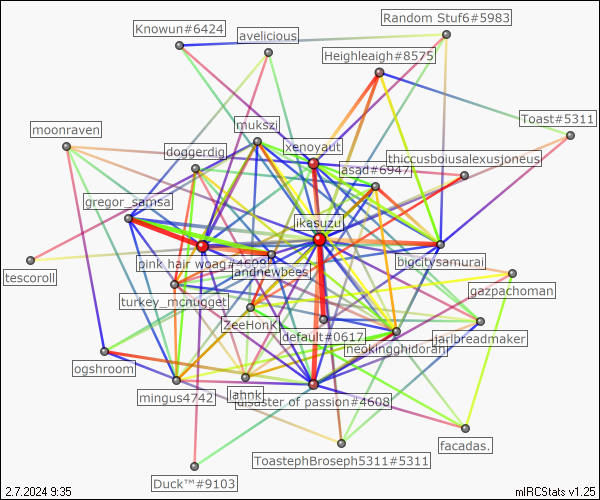 Random Stuf6#5983
Knowun#6424
avelicious
Heighleaigh#8575
Toast#5311
mukszi
moonraven
xenoyaut
doggerdig
thiccusboiusalexusjoneus
asad#6947
gregor_samsa
ikasuzu
pink hair woag#4699
bigcitysamurai
andnewbees
tescoroll
gazpachoman
turkey_mcnugget
ZeeHonK
default#0617
jarlbreadmaker
neokingghidorah
ogshroom
mingus4742
lahnk
disaster of passion#4608
facadas.
ToastephBroseph5311#5311
Duck™#9103
2.7.2024 9:35
mIRCStats v1.25